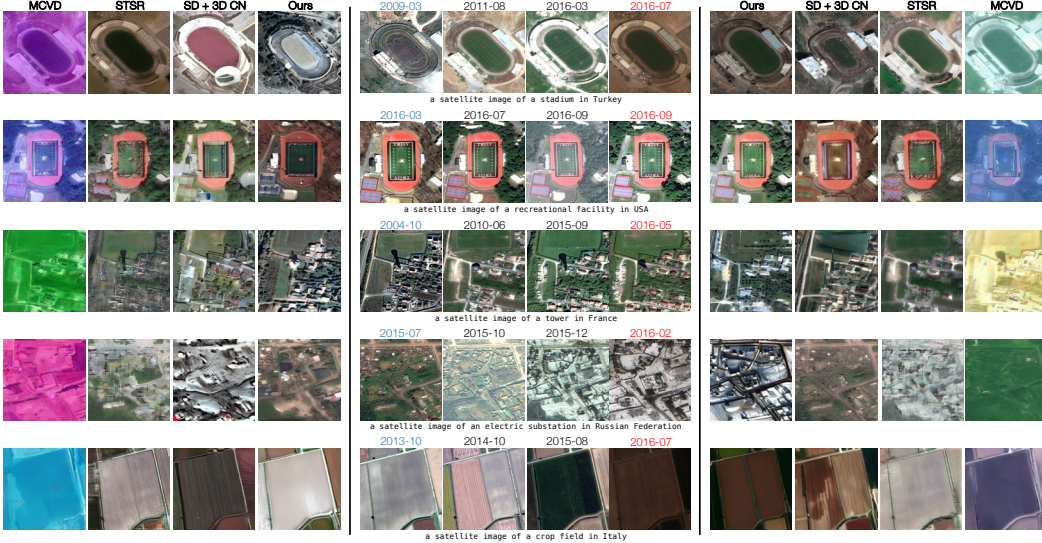 MCVD STSR SD + 3D CN Ours 2009-03 2011-08 2016-03 2016-07 Ours SD + 3D CN STSR MCVD
a satellite image of a stadium in Turkey
2016-03 2016-07 2016-09 2016-09
a satellite image of a recreational facility in USA
2004-10 2010-06 2015-09 2016-05
a satellite image of a tower in France
2015-07 2015-10 2015-12 2016-02
a satellite image of an electric substation in Russian Federation
2013-10 2014-10 2015-08 2016-07
a satellite image of a crop field in Italy